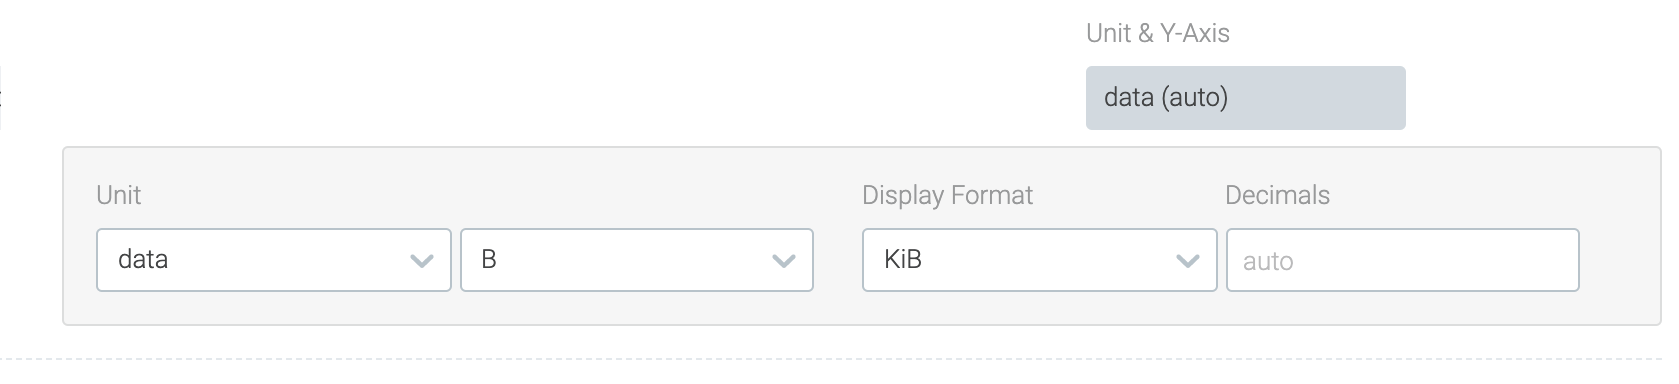 Unit & Y-Axis
data (auto)
Unit
Display Format
Decimals
data
B
KiB
auto